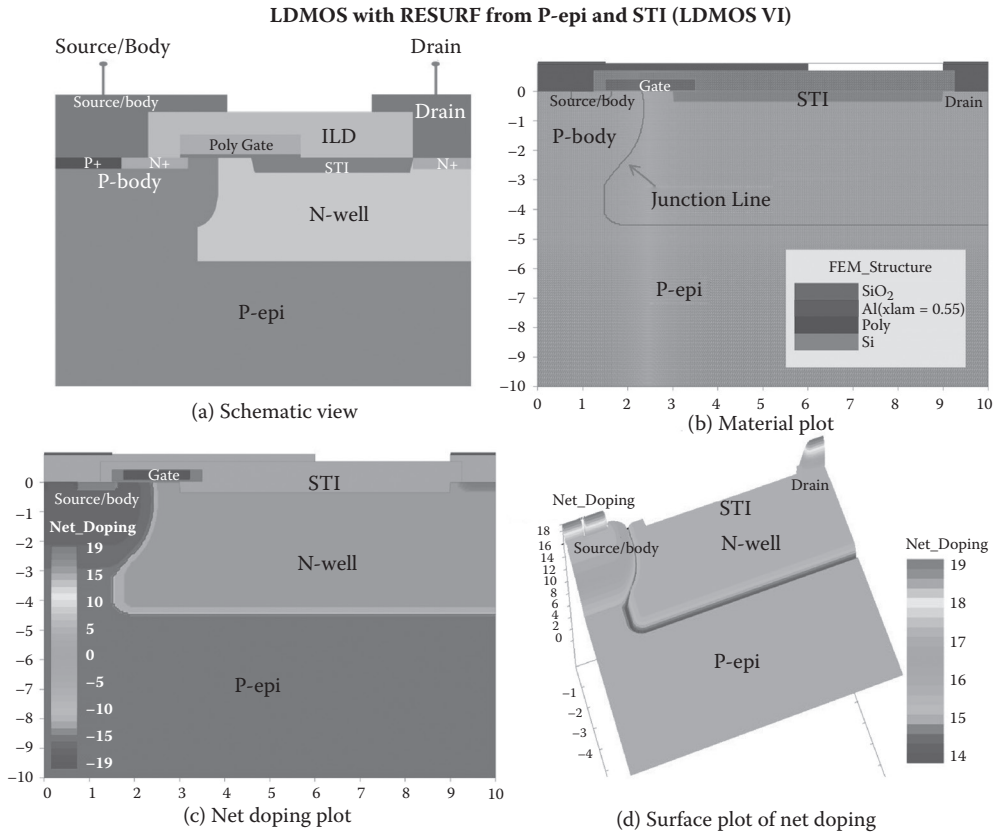 LDMOS with RESURF from P-epi and STI (LDMOS VI)
Source/Body
Drain
Source/body
Drain
ILD
Poly Gate
P+
N+
STI
N+
P-body
N-well
P-epi
(a) Schematic view
Gate
Source/body
STI
Drain
P-body
Junction Line
P-epi
FEM_Structure
SiO₂
Al(xlam = 0.55)
Poly
Si
0
−1
−2
−3
−4
−5
−6
−7
−8
−9
−10
0 1 2 3 4 5 6 7 8 9 10
(b) Material plot
Gate
STI
Source/body
Net_Doping
19
15
10
5
0
−5
−10
−15
−19
N-well
P-epi
0
−1
−2
−3
−4
−5
−6
−7
−8
−9
−10
0 1 2 3 4 5 6 7 8 9 10
(c) Net doping plot
Drain
Net_Doping
STI
Source/body
N-well
P-epi
18
16
14
12
10
8
6
4
2
0
−1
−2
−3
−4
Net_Doping
19
18
17
16
15
14
(d) Surface plot of net doping